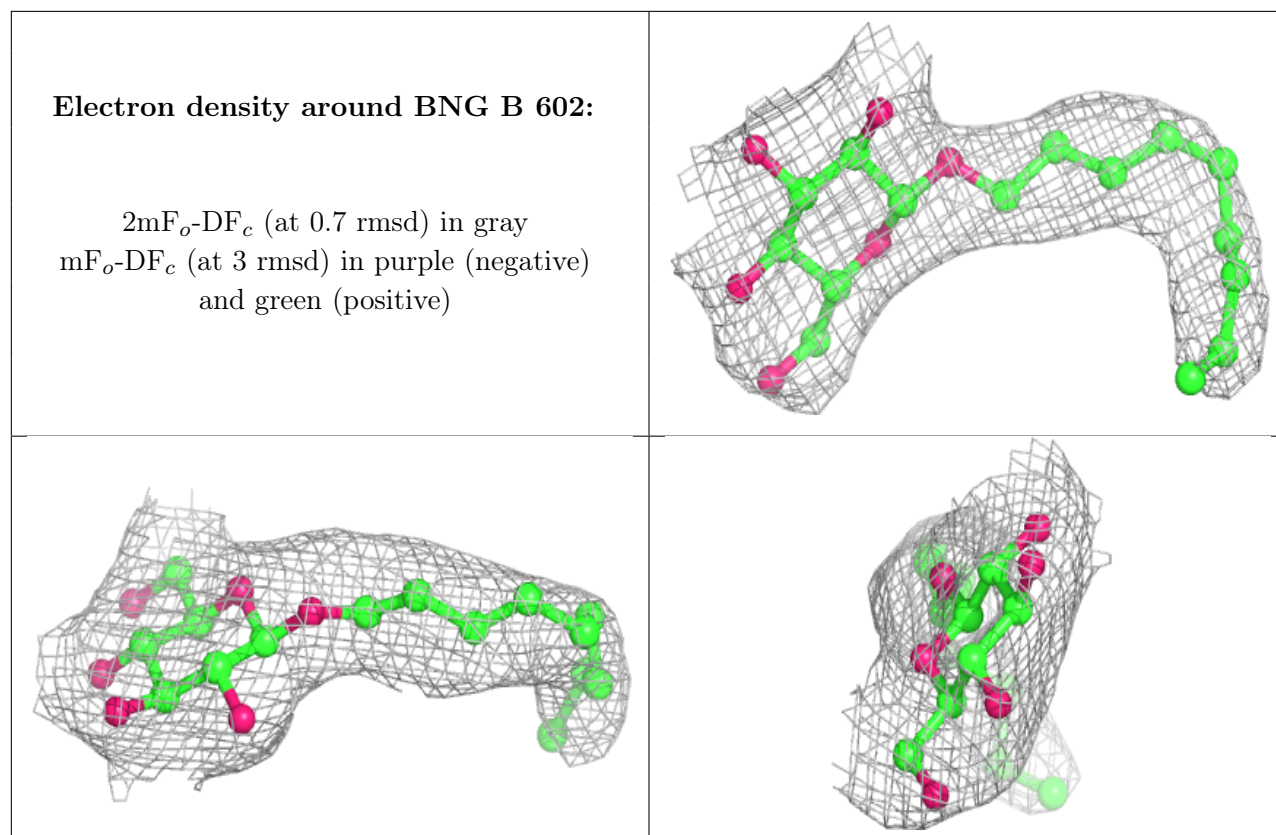 Electron density around BNG B 602:
2mFo-DFc (at 0.7 rmsd) in gray
mFo-DFc (at 3 rmsd) in purple (negative)
and green (positive)